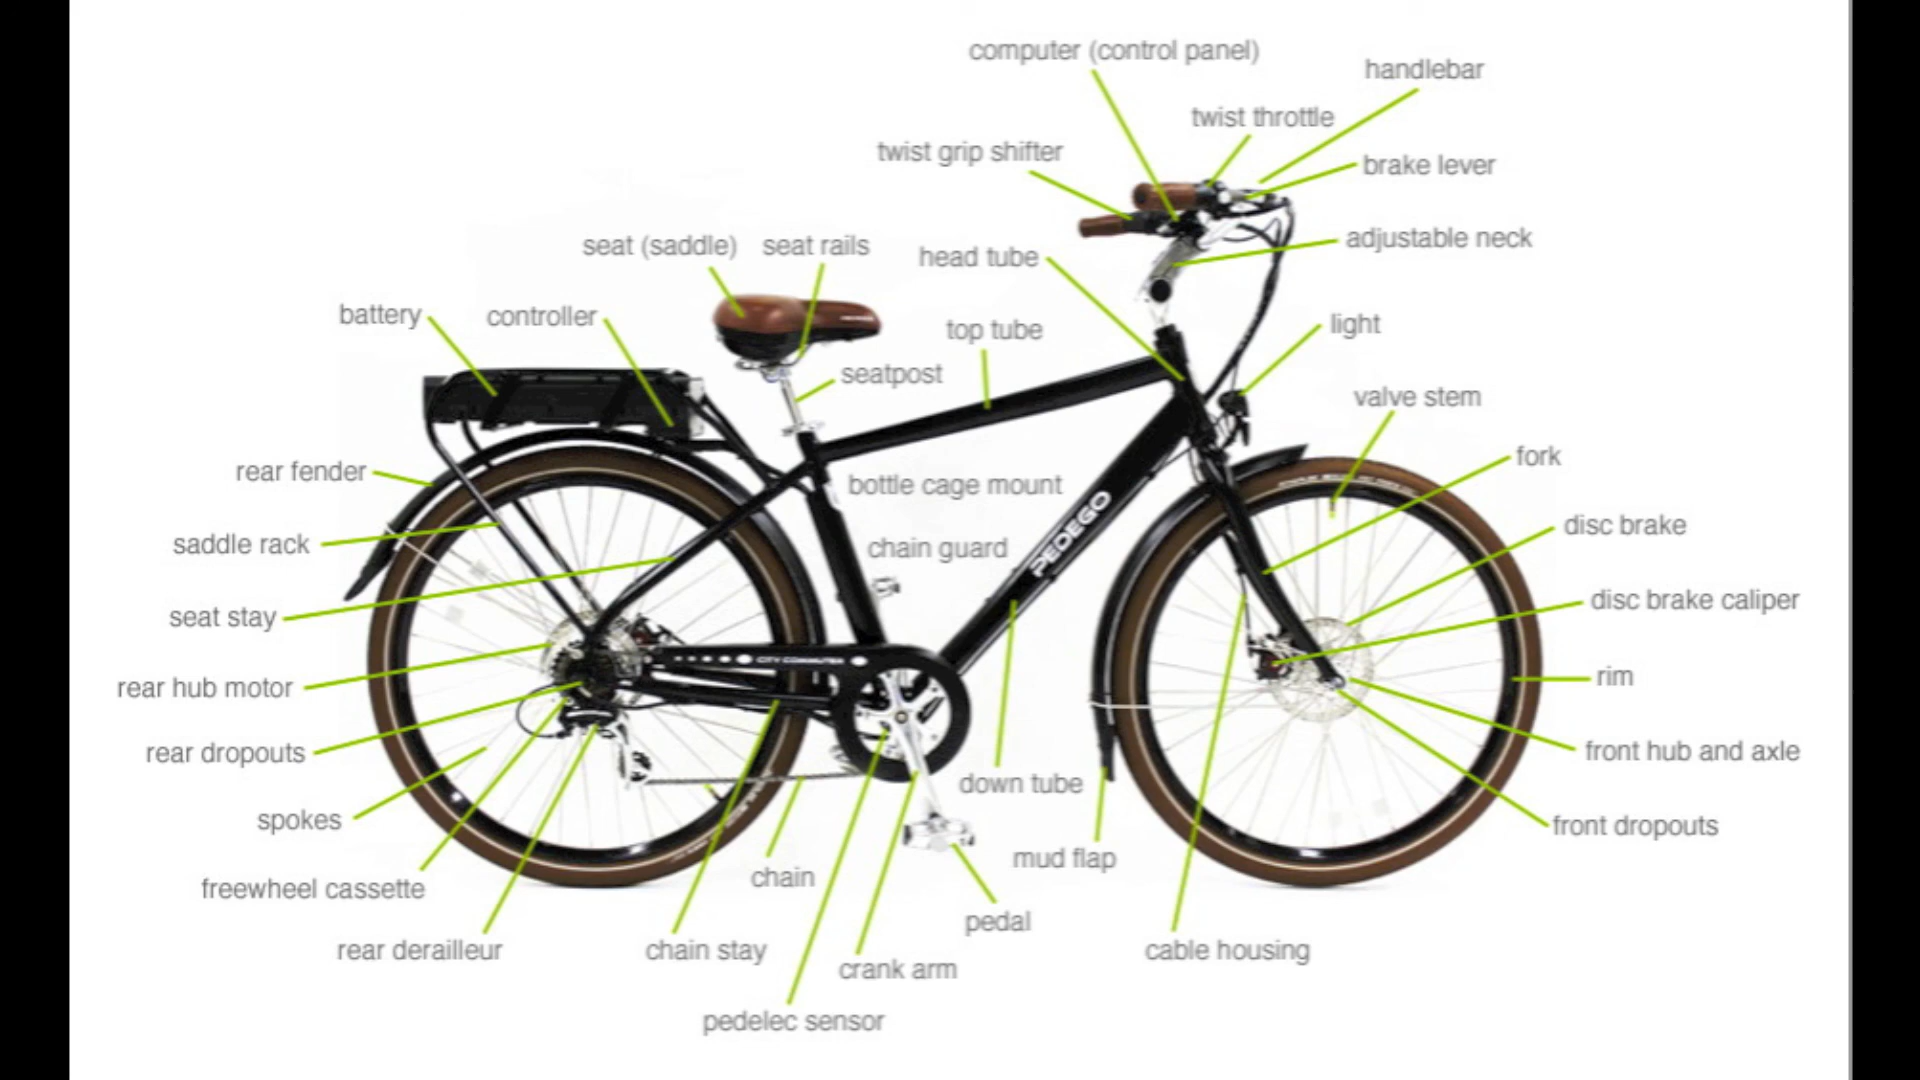 computer (control panel)
handlebar
twist throttle
twist grip shifter
brake lever
seat (saddle)
seat rails
head tube
adjustable neck
battery
controller
top tube
light
seatpost
valve stem
rear fender
bottle cage mount
fork
saddle rack
chain guard
PEDEGO
disc brake
seat stay
disc brake caliper
CITY COMMUTER
rear hub motor
rim
rear dropouts
front hub and axle
spokes
down tube
front dropouts
freewheel cassette
chain
mud flap
pedal
rear derailleur
chain stay
crank arm
cable housing
pedelec sensor